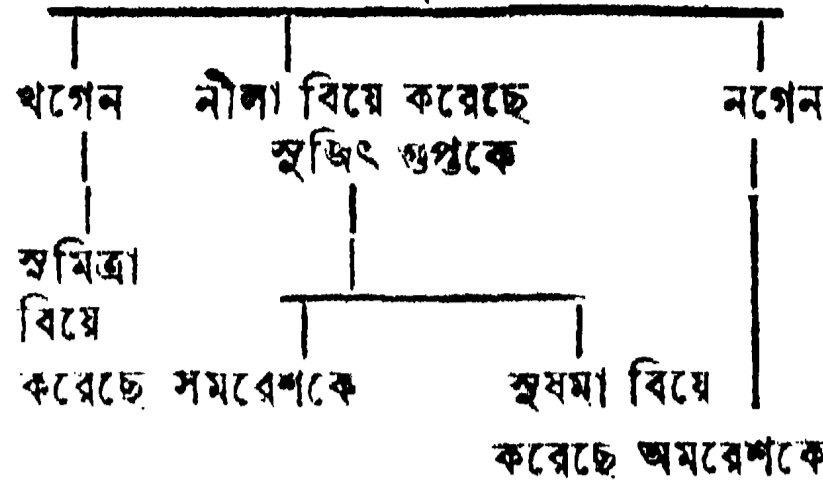 খগেন নীলা বিয়ে করেছে নগেন
সুজিৎ গুপ্তকে
সুমিত্রা
বিয়ে
করেছে সমরেশকে সুষমা বিয়ে
করেছে অমরেশকে